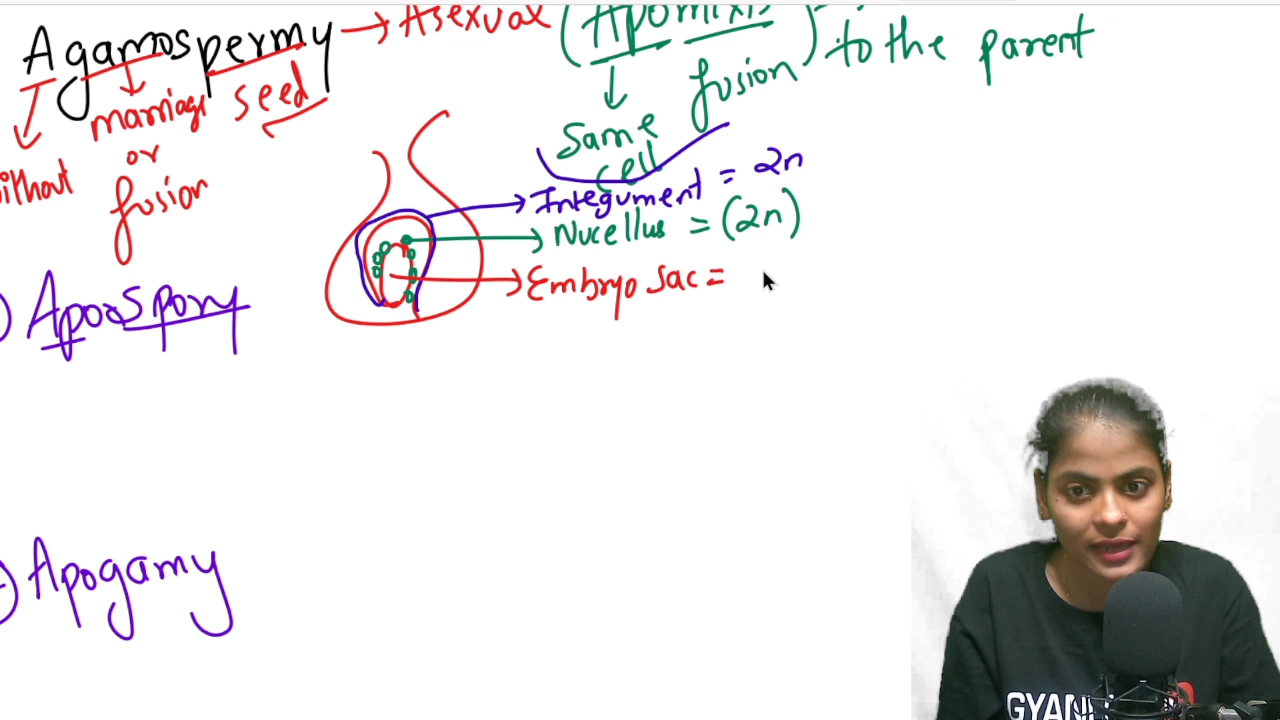 Agamospermy → Asexual (Apomixis
fusion) to the parent
marriage seed
or
fusion
Same
cell
Integument = 2n
Nucellus = (2n)
Embryo Sac =
Apospory
Apogamy